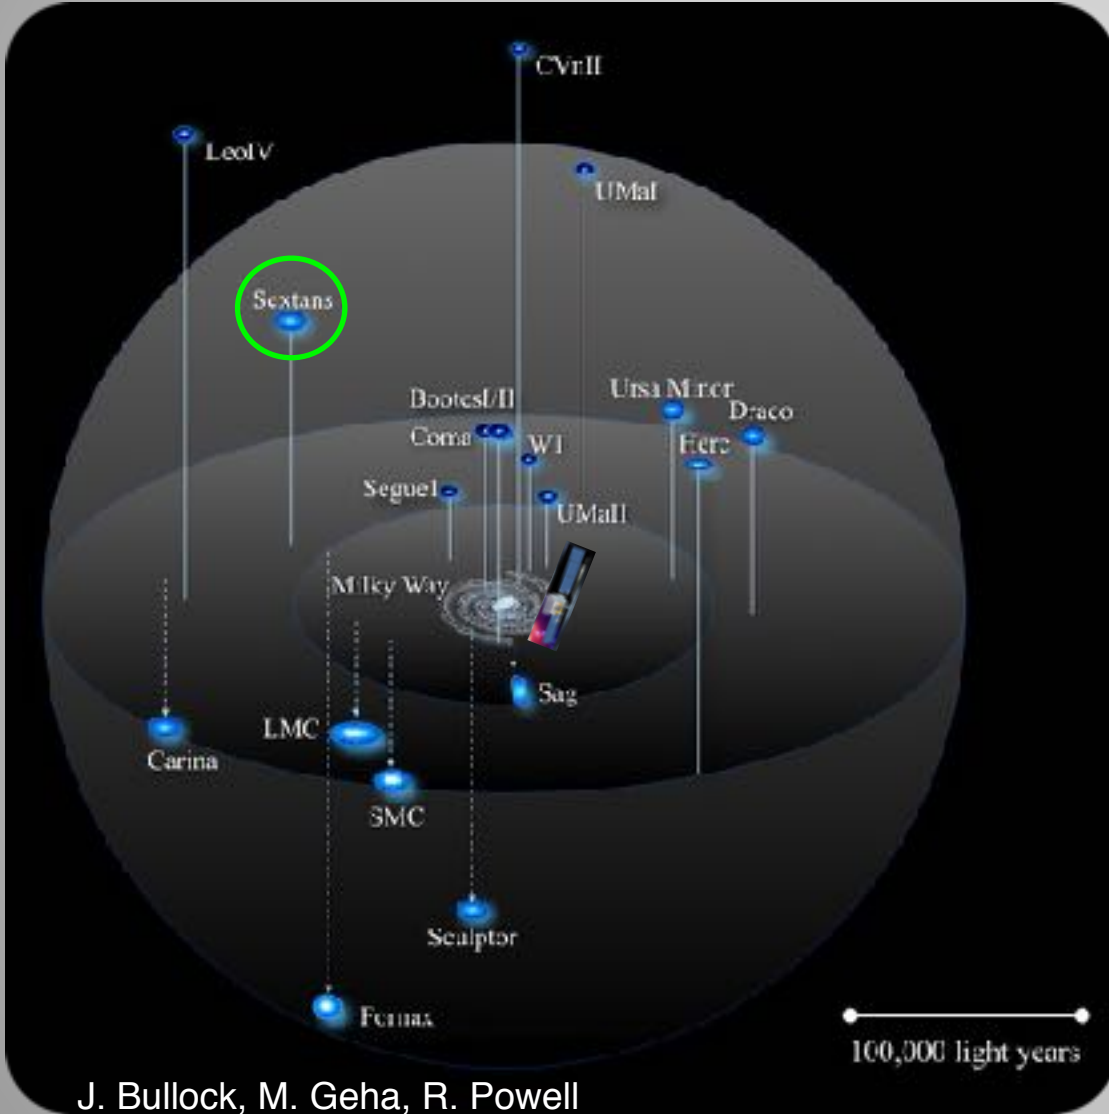 CVnII
LeoIV
UMaI
Sextans
Ursa Minor
BootesI/II
Draco
Coma
WI
Herc
SegueI
UMaII
Milky Way
Sag
LMC
Carina
SMC
Sculptor
Fornax
100,000 light years
J. Bullock, M. Geha, R. Powell